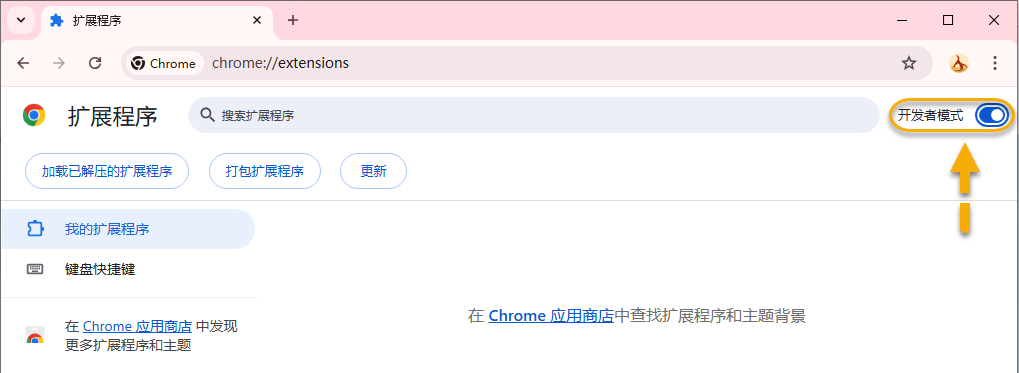 扩展程序
Chrome chrome://extensions
扩展程序
搜索扩展程序
开发者模式
加载已解压的扩展程序
打包扩展程序
更新
我的扩展程序
键盘快捷键
在 Chrome 应用商店 中发现
更多扩展程序和主题
在 Chrome 应用商店中查找扩展程序和主题背景